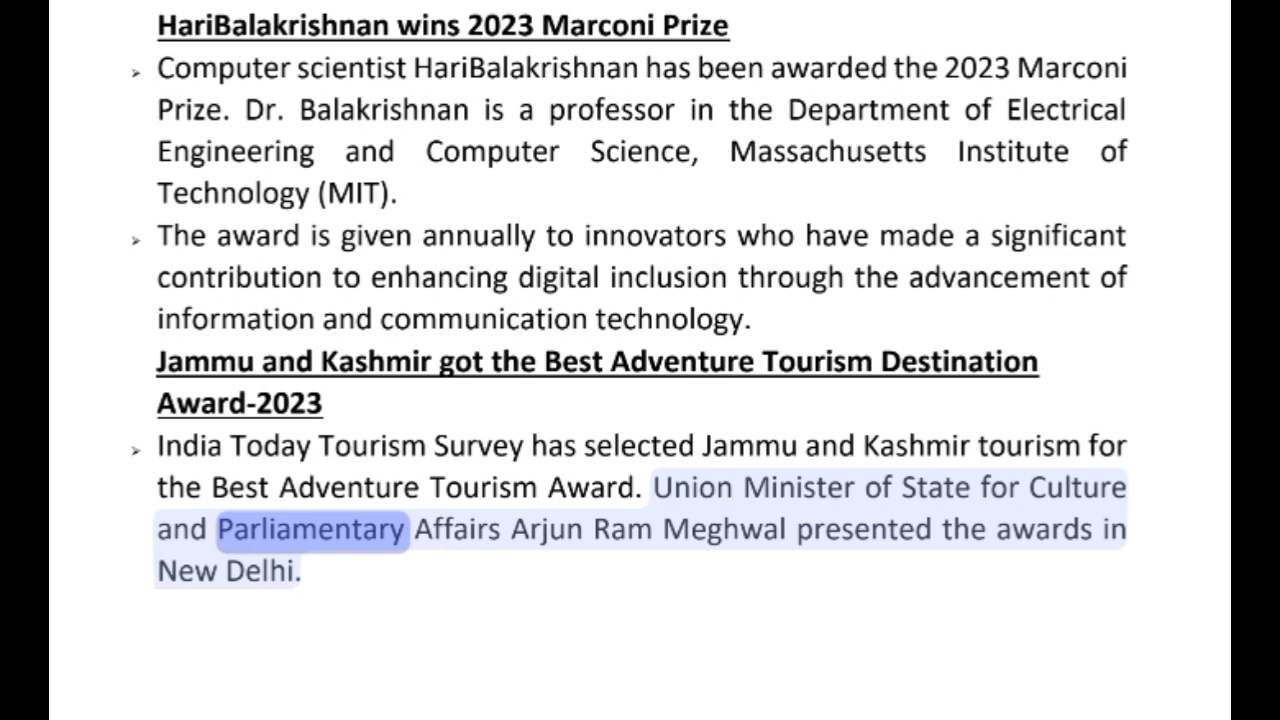 HariBalakrishnan wins 2023 Marconi Prize
➢ Computer scientist HariBalakrishnan has been awarded the 2023 Marconi
Prize. Dr. Balakrishnan is a professor in the Department of Electrical
Engineering and Computer Science, Massachusetts Institute of
Technology (MIT).
➢ The award is given annually to innovators who have made a significant
contribution to enhancing digital inclusion through the advancement of
information and communication technology.
Jammu and Kashmir got the Best Adventure Tourism Destination
Award-2023
➢ India Today Tourism Survey has selected Jammu and Kashmir tourism for
the Best Adventure Tourism Award. Union Minister of State for Culture
and Parliamentary Affairs Arjun Ram Meghwal presented the awards in
New Delhi.